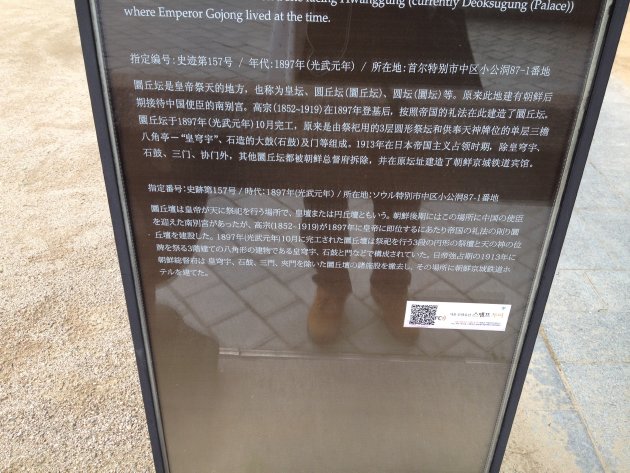 facing Hwanggung (currently Deoksugung (Palace))
where Emperor Gojong lived at the time.
指定编号:史迹第157号 / 年代:1897年(光武元年) / 所在地:首尔特别市中区小公洞87-1番地
圜丘坛是皇帝祭天的地方，也称为皇坛、圆丘坛(圜丘坛)、圆坛(圜坛)等。原来此地建有朝鲜后
期接待中国使臣的南别宫。高宗(1852~1919)在1897年登基后，按照帝国的礼法在此建造了圜丘坛。
圜丘坛于1897年(光武元年)10月完工，原来是由祭祀用的3层圆形祭坛和供奉天神牌位的单层三檐
八角亭一“皇穹宇”、石造的大鼓(石鼓)及门等组成。1913年在日本帝国主义占领时期，除皇穹宇、
石鼓、三门、协门外，其他圜丘坛都被朝鲜总督府拆除，并在原坛址建造了朝鲜京城铁道宾馆。
指定番号:史跡第157号 / 時代:1897年(光武元年) / 所在地:ソウル特別市中区小公洞87-1番地
圜丘壇は皇帝が天に祭祀を行う場所で、皇壇または円丘壇ともいう。朝鮮後期にはこの場所に中国の使臣
を迎えた南別宮があったが、高宗(1852~1919)が1897年に皇帝に即位するにあたり帝国の礼法の則り圜
丘壇を建設した。1897年(光武元年)10月に完工された圜丘壇は祭祀を行う3段の円形の祭壇と天の神の位
牌を祭る3階建ての八角形の建物である皇穹宇、石鼓と門などで構成されていた。日帝強占期の1913年に
朝鮮総督府は 皇穹宇、石鼓、三門、夾門を除いた圜丘壇の諸施設を撤去し、その場所に朝鮮京城鉄道ホ
テルを建てた。
스탬프투어